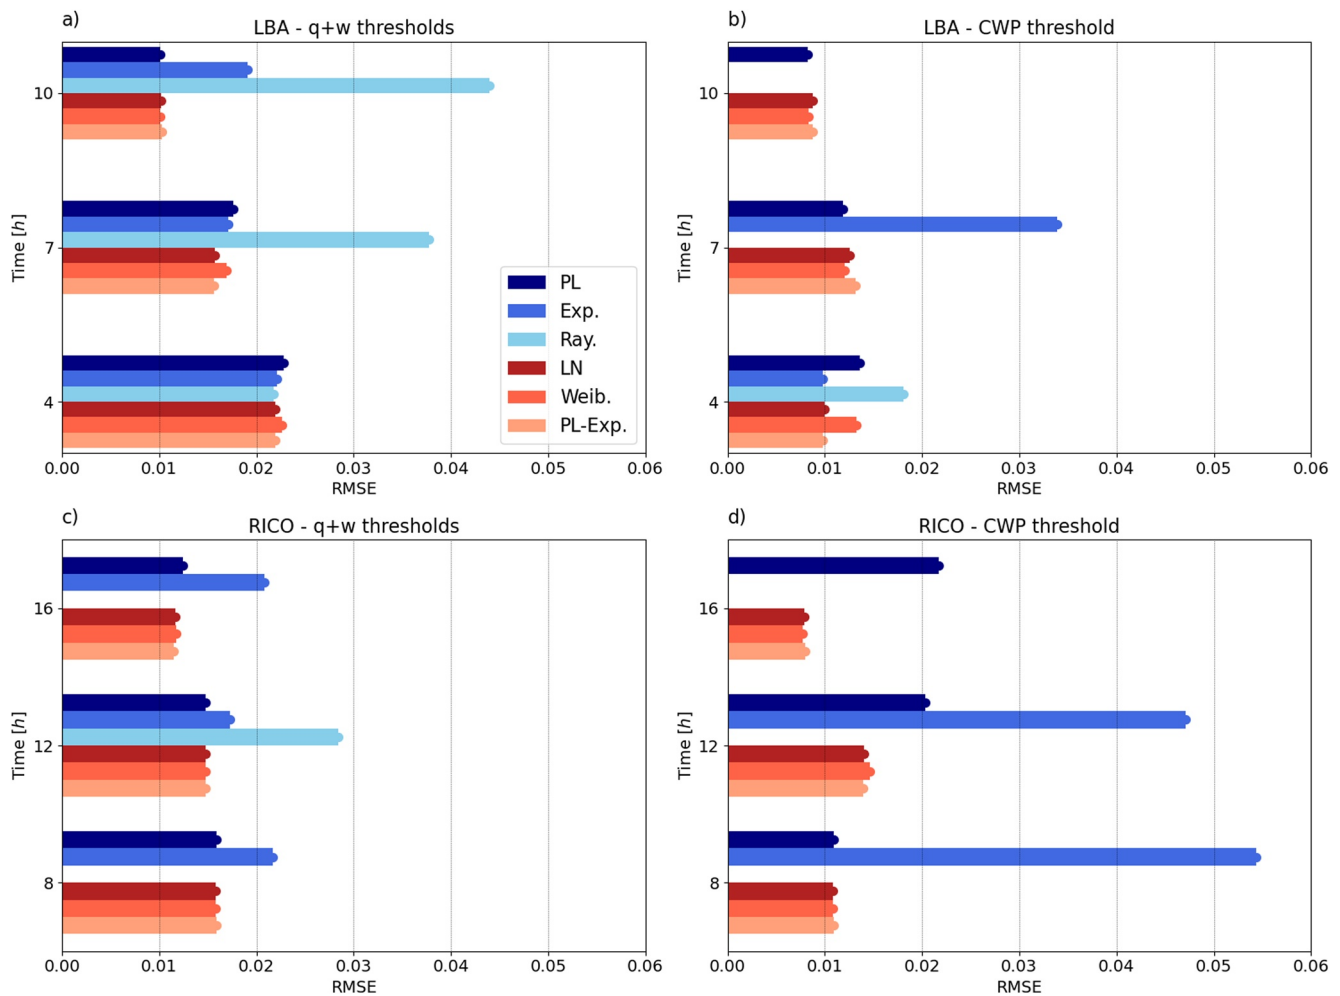 a)
LBA - q+w thresholds
10
7
4
Time [h]
0.00 0.01 0.02 0.03 0.04 0.05 0.06
RMSE
PL
Exp.
Ray.
LN
Weib.
PL-Exp.
b)
LBA - CWP threshold
10
7
4
Time [h]
0.00 0.01 0.02 0.03 0.04 0.05 0.06
RMSE
c)
RICO - q+w thresholds
16
12
8
Time [h]
0.00 0.01 0.02 0.03 0.04 0.05 0.06
RMSE
d)
RICO - CWP threshold
16
12
8
Time [h]
0.00 0.01 0.02 0.03 0.04 0.05 0.06
RMSE